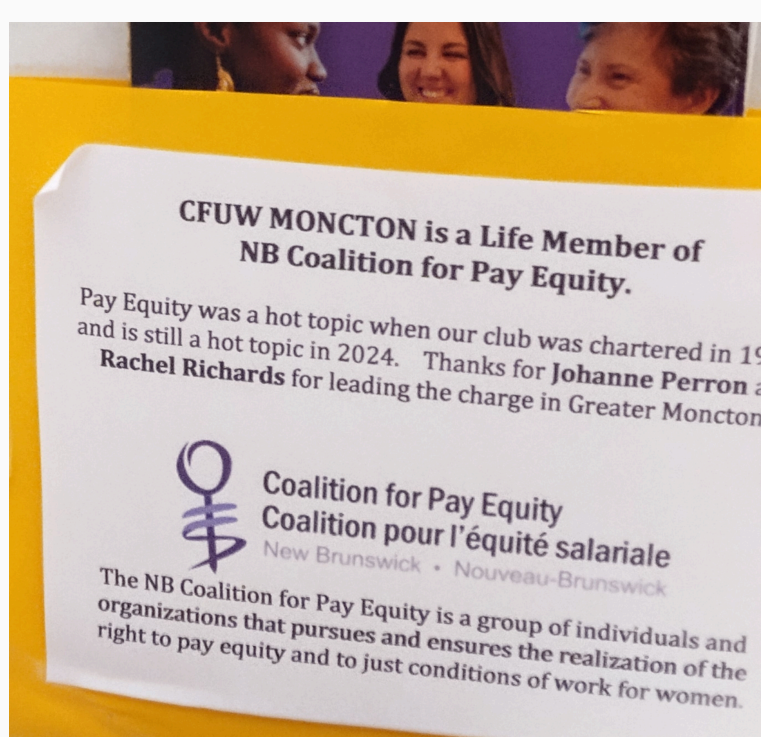 CFUW MONCTON is a Life Member of
NB Coalition for Pay Equity.
Pay Equity was a hot topic when our club was chartered in
and is still a hot topic in 2024. Thanks for Johanne Perron
Rachel Richards for leading the charge in Greater Moncton
Coalition for Pay Equity
Coalition pour l'équité salariale
New Brunswick • Nouveau-Brunswick
The NB Coalition for Pay Equity is a group of individuals and
organizations that pursues and ensures the realization of the
right to pay equity and to just conditions of work for women.